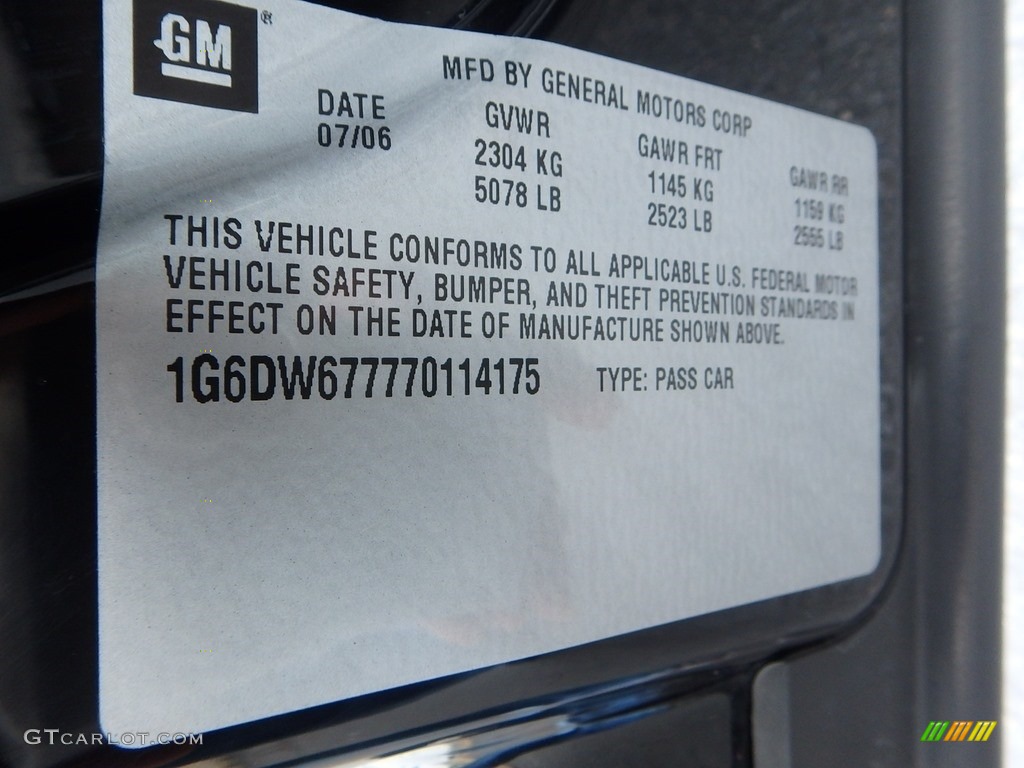 GM®
MFD BY GENERAL MOTORS CORP
DATE GVWR GAWR FRT GAWR RR
07/06 2304 KG 1145 KG 1159 KG
5078 LB 2523 LB 2555 LB
THIS VEHICLE CONFORMS TO ALL APPLICABLE U.S. FEDERAL MOTOR
VEHICLE SAFETY, BUMPER, AND THEFT PREVENTION STANDARDS IN
EFFECT ON THE DATE OF MANUFACTURE SHOWN ABOVE.
1G6DW677770114175 TYPE: PASS CAR
GTCARLOT.COM